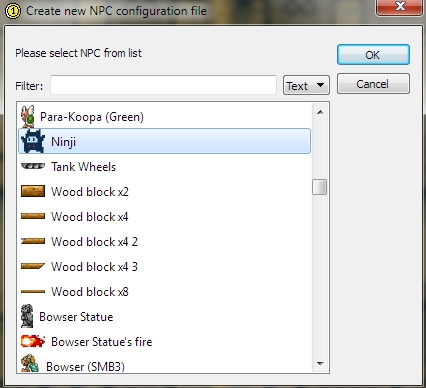 Create new NPC configuration file
Please select NPC from list
OK
Filter:
Text
Cancel
Para-Koopa (Green)
Ninji
Tank Wheels
Wood block x2
Wood block x4
Wood block x4 2
Wood block x4 3
Wood block x8
Bowser Statue
Bowser Statue's fire
Bowser (SMB3)